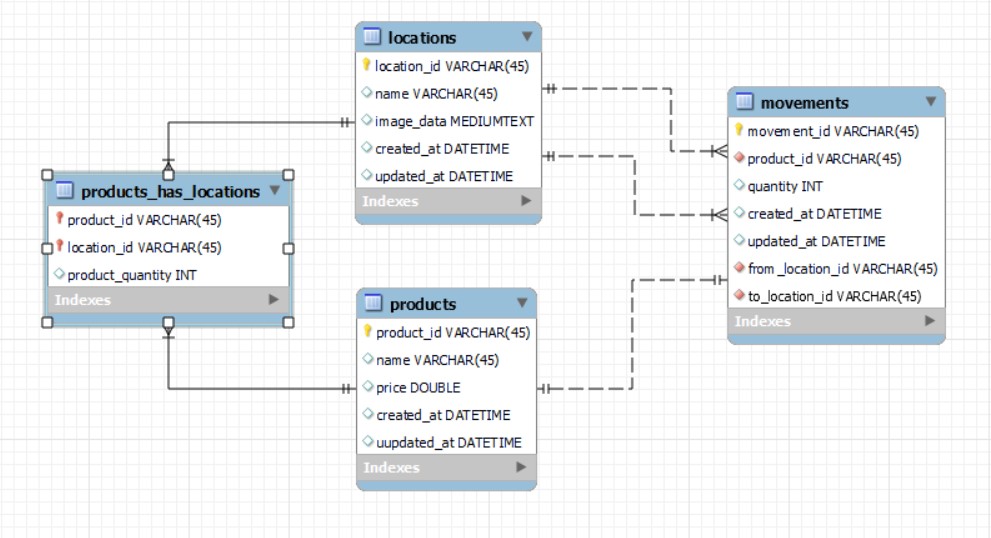 locations
location_id VARCHAR(45)
name VARCHAR(45)
image_data MEDIUMTEXT
created_at DATETIME
updated_at DATETIME
Indexes
movements
movement_id VARCHAR(45)
product_id VARCHAR(45)
quantity INT
created_at DATETIME
updated_at DATETIME
from _location_id VARCHAR(45)
to_location_id VARCHAR(45)
Indexes
products_has_locations
product_id VARCHAR(45)
location_id VARCHAR(45)
product_quantity INT
Indexes
products
product_id VARCHAR(45)
name VARCHAR(45)
price DOUBLE
created_at DATETIME
uupdated_at DATETIME
Indexes